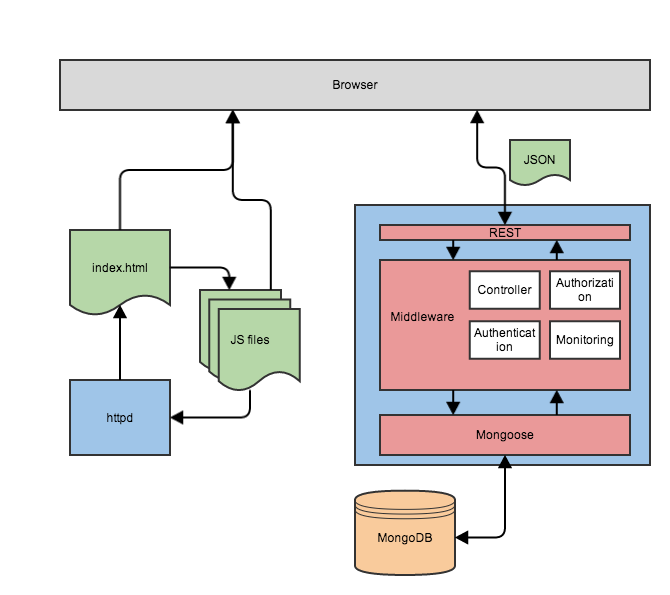 Browser
JSON
REST
index.html
Controller
Authorizati
on
Middleware
Authenticat
ion
Monitoring
JS files
httpd
Mongoose
MongoDB